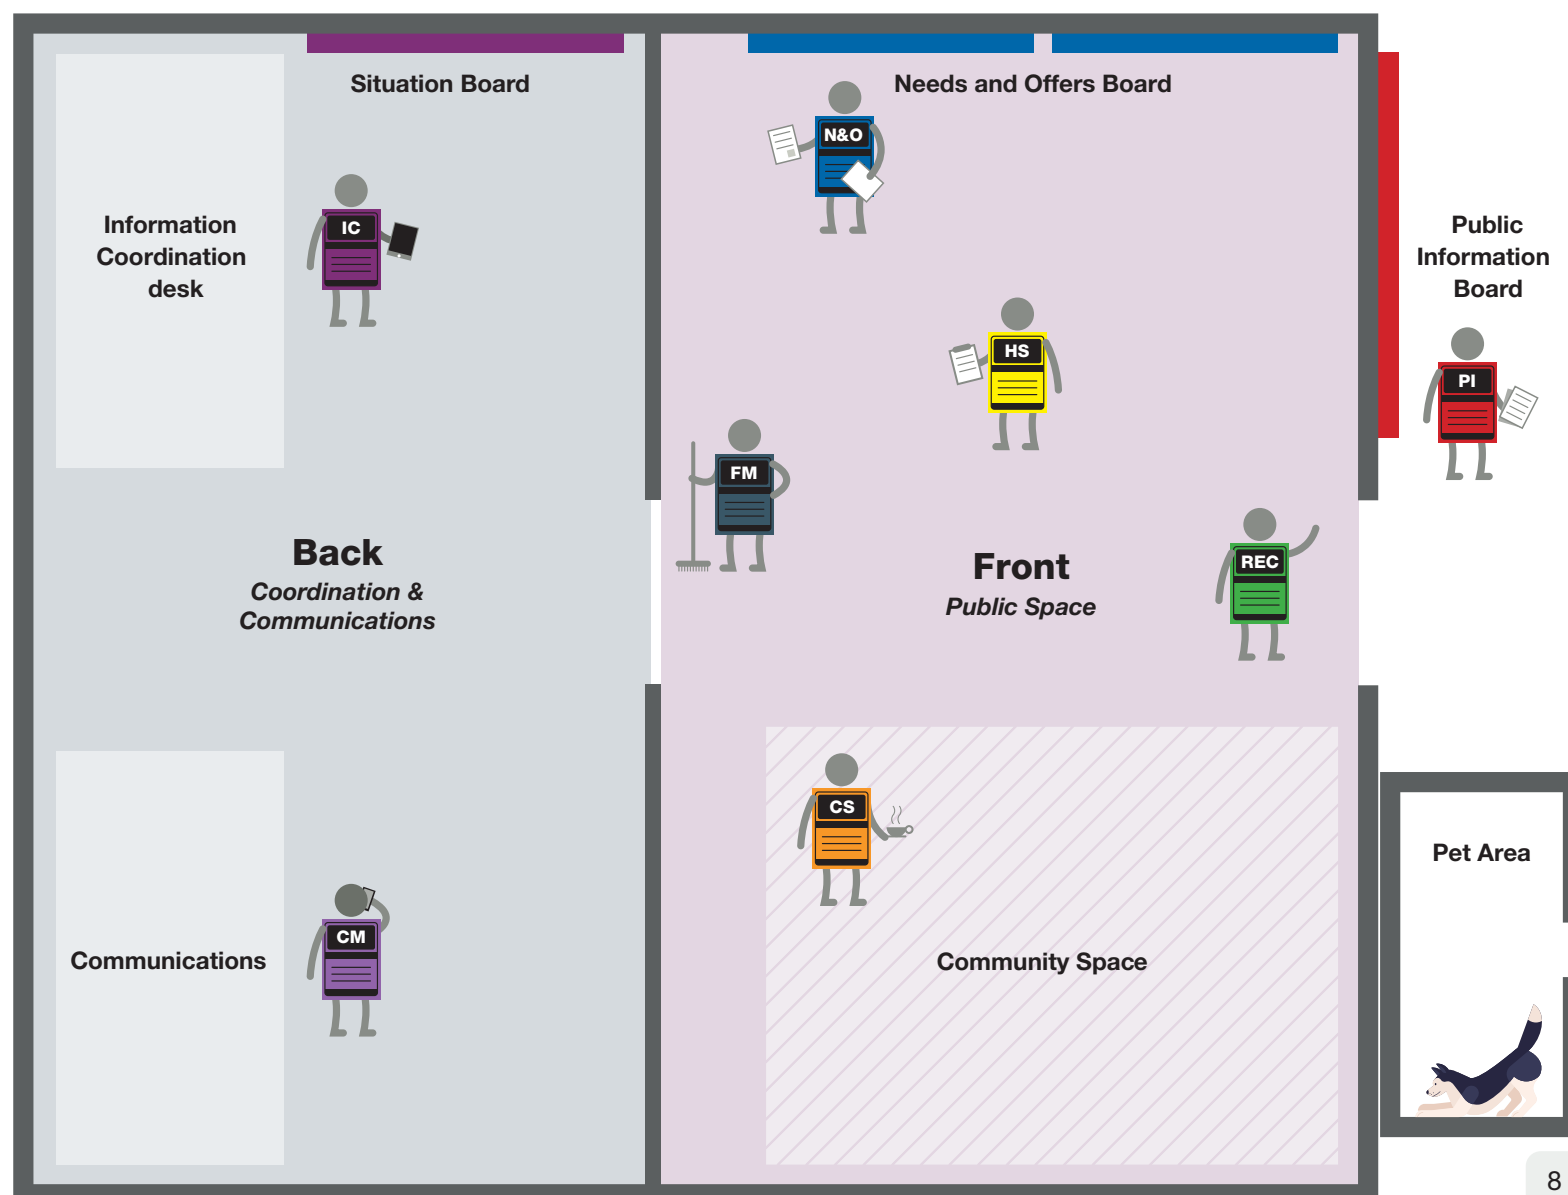 Situation Board
Needs and Offers Board
N&O
Information
Coordination
desk
IC
Public
Information
Board
HS
PI
FM
Back
Coordination &
Communications
Front
Public Space
REC
CS
Pet Area
CM
Communications
Community Space
8